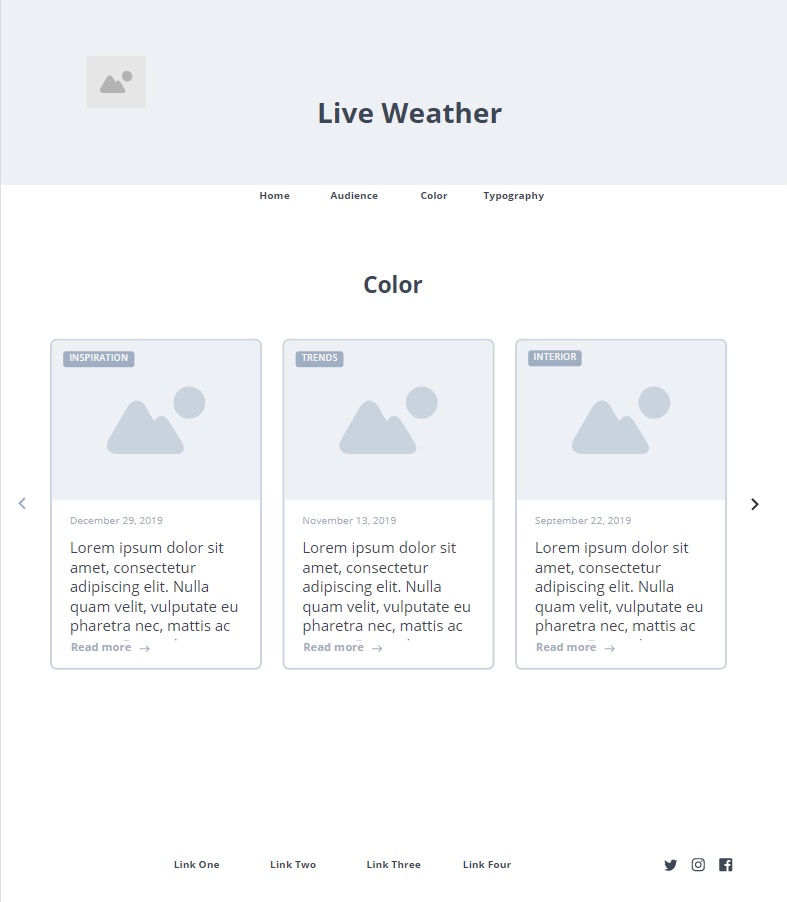 Live Weather
Home Audience Color Typography
Color
INSPIRATION
December 29, 2019
Lorem ipsum dolor sit
amet, consectetur
adipiscing elit. Nulla
quam velit, vulputate eu
pharetra nec, mattis ac
Read more →
TRENDS
November 13, 2019
Lorem ipsum dolor sit
amet, consectetur
adipiscing elit. Nulla
quam velit, vulputate eu
pharetra nec, mattis ac
Read more →
INTERIOR
September 22, 2019
Lorem ipsum dolor sit
amet, consectetur
adipiscing elit. Nulla
quam velit, vulputate eu
pharetra nec, mattis ac
Read more →
Link One Link Two Link Three Link Four